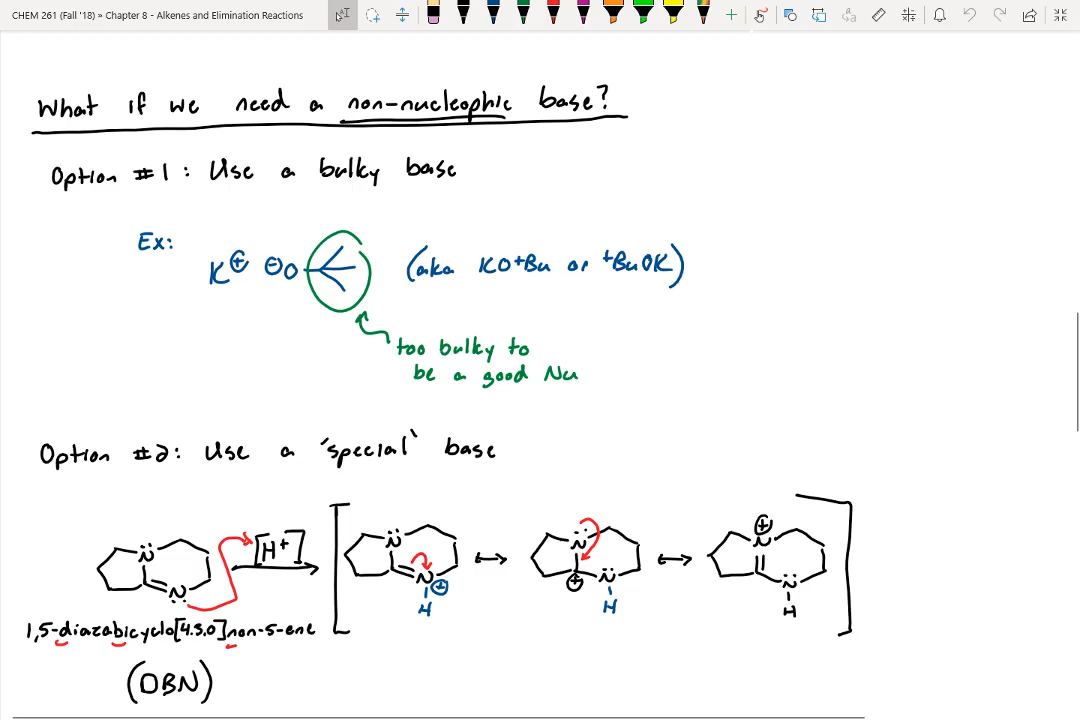 CHEM 261 (Fall '18) » Chapter 8 - Alkenes and Elimination Reactions
What if we need a non-nucleophic base?
Option #1: Use a bulky base
Ex:
K⊕ ⊖O (aka KOtBu or tBuOK)
too bulky to
be a good Nu
Option #2: Use a 'special' base
N N [H+] N N ⊕ H ↔ N ⊕ N H ↔ ⊕ N N H
1,5-diazabicyclo[4.3.0]non-5-ene
(DBN)